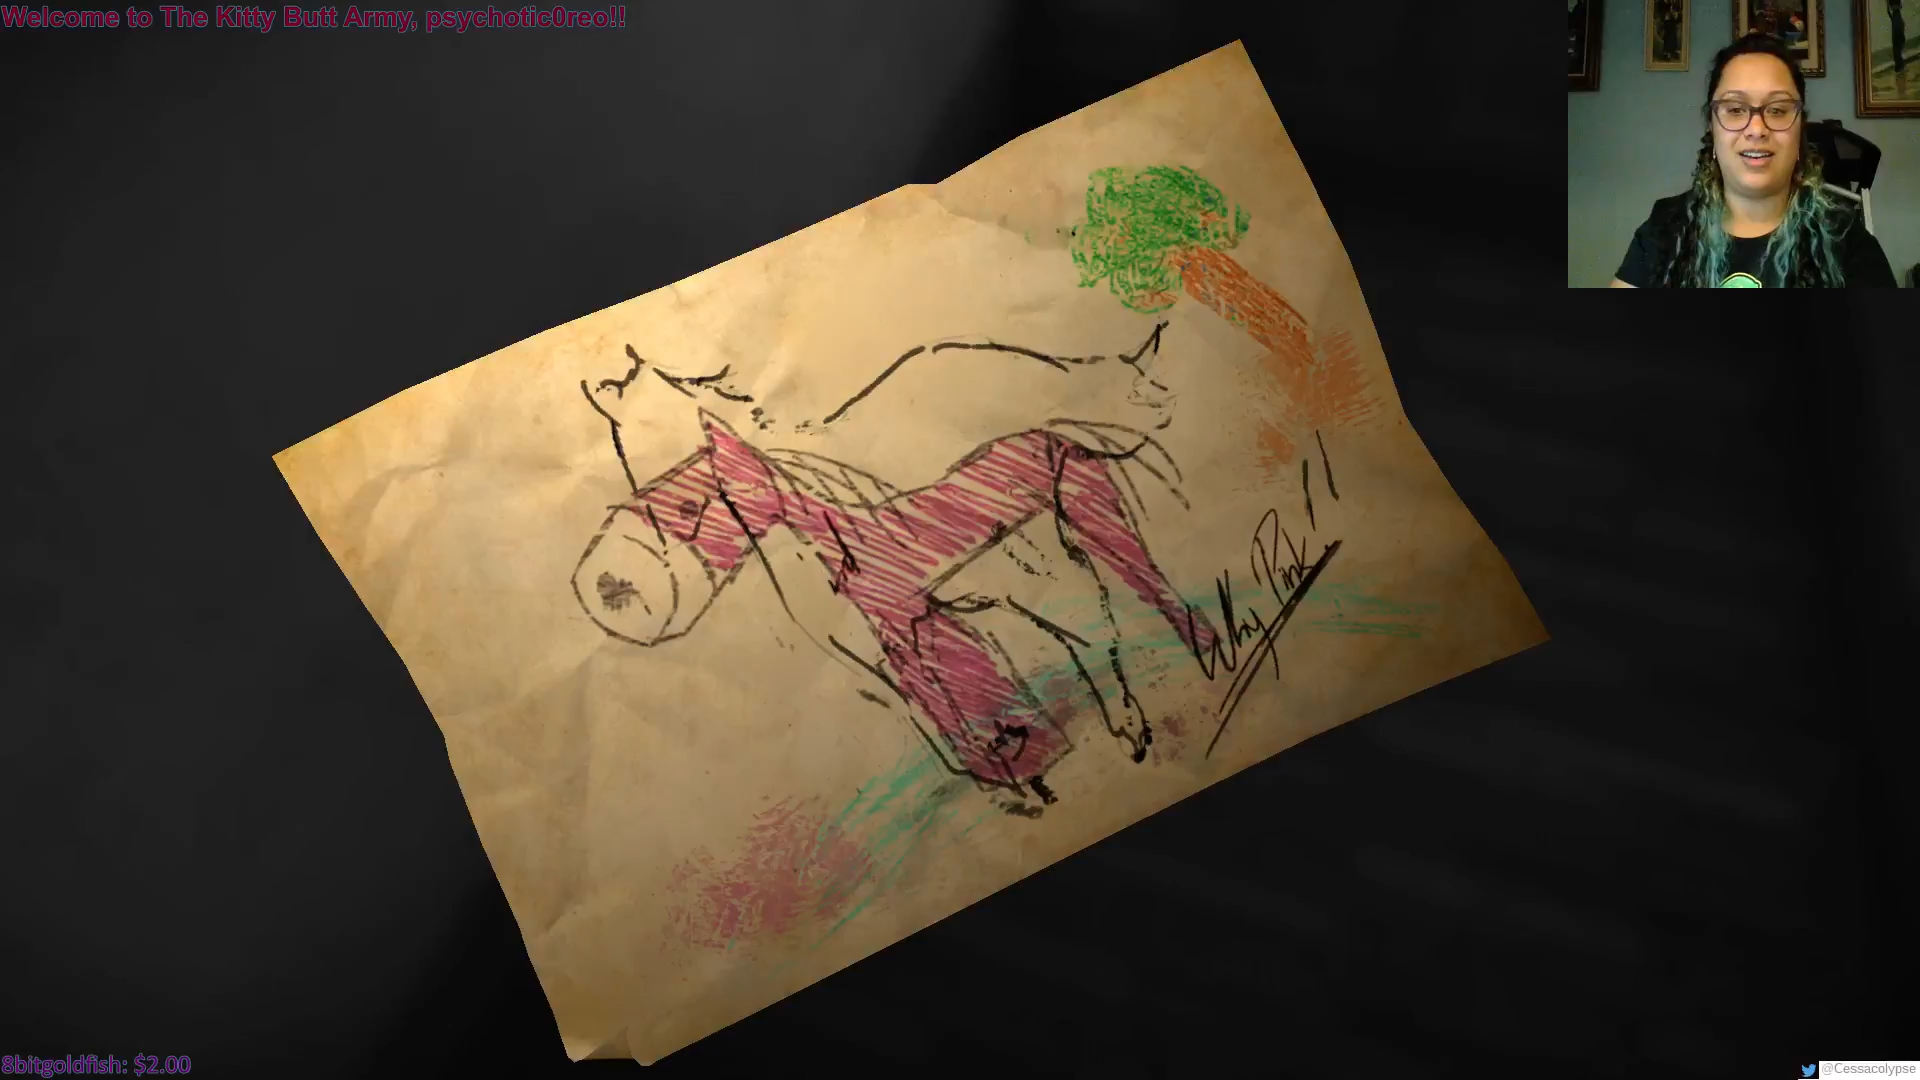 Welcome to The Kitty Butt Army, psychotic0reo!!
Why Pink!!
8bitgoldfish: $2.00
@Cessacolypse